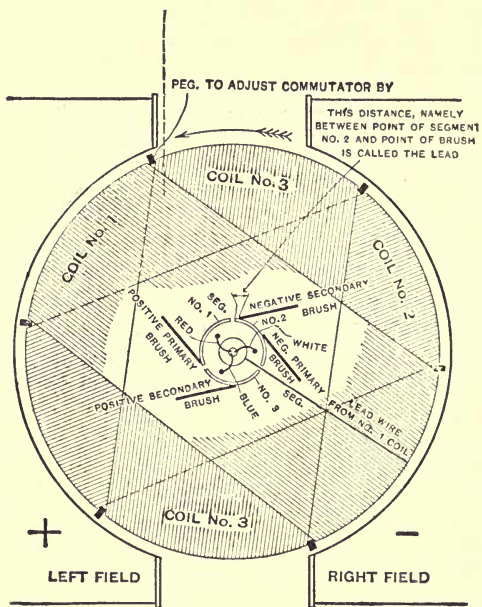 PEG. TO ADJUST COMMUTATOR BY
THIS DISTANCE, NAMELY
BETWEEN POINT OF SEGMENT
NO. 2 AND POINT OF BRUSH
IS CALLED THE LEAD
COIL No. 3
COIL No. 1
COIL No. 2
SEG.
NO. 1
RED
NEGATIVE SECONDARY
BRUSH
NO. 2
WHITE
POSITIVE PRIMARY
BRUSH
NEG. PRIMARY
BRUSH
POSITIVE SECONDARY
BRUSH
BLUE
NO. 3
SEG.
LEAD WIRE
FROM NO. 1 COIL
COIL No. 3
+
−
LEFT FIELD
RIGHT FIELD